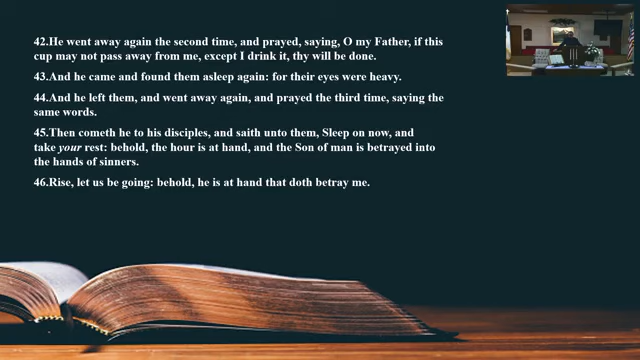 42.He went away again the second time, and prayed, saying, O my Father, if this
cup may not pass away from me, except I drink it, thy will be done.
43.And he came and found them asleep again: for their eyes were heavy.
44.And he left them, and went away again, and prayed the third time, saying the
same words.
45.Then cometh he to his disciples, and saith unto them, Sleep on now, and
take your rest: behold, the hour is at hand, and the Son of man is betrayed into
the hands of sinners.
46.Rise, let us be going: behold, he is at hand that doth betray me.